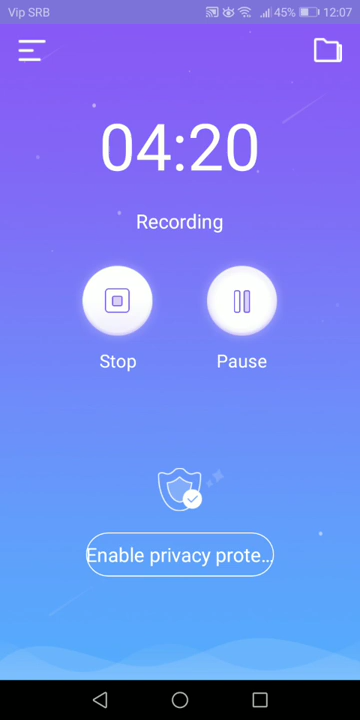 Vip SRB 45% 12:07
04:20
Recording
Stop Pause
Enable privacy prote...